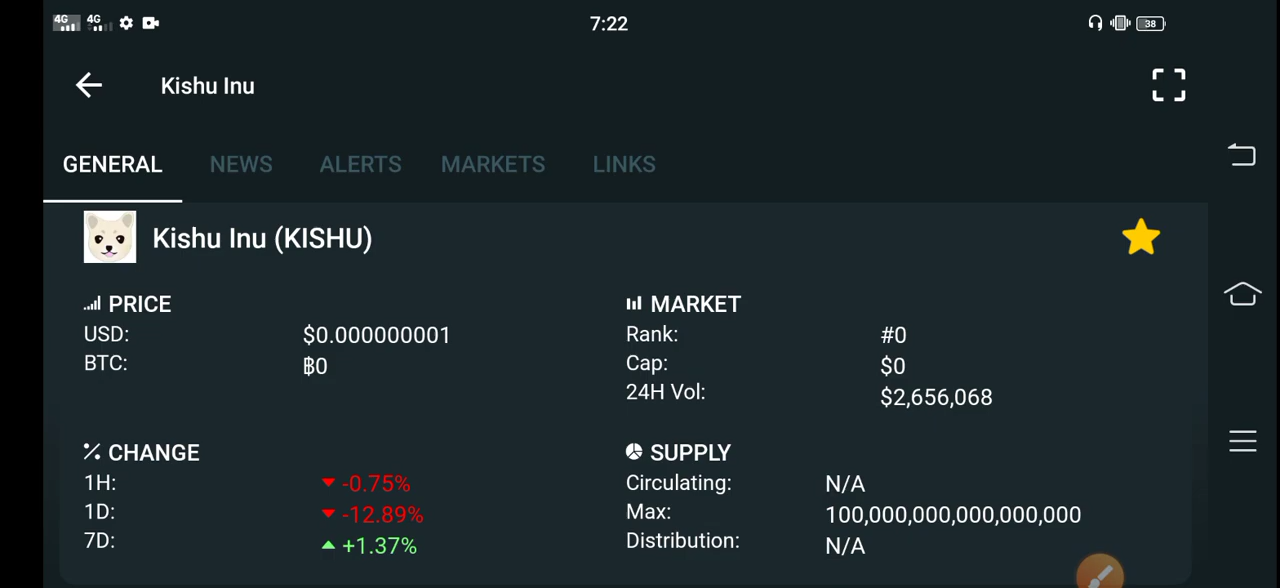 4G 4G 7:22 38
Kishu Inu
GENERAL NEWS ALERTS MARKETS LINKS
Kishu Inu (KISHU)
PRICE
USD: $0.000000001
BTC: ฿0
MARKET
Rank: #0
Cap: $0
24H Vol: $2,656,068
CHANGE
1H: -0.75%
1D: -12.89%
7D: +1.37%
SUPPLY
Circulating: N/A
Max: 100,000,000,000,000,000
Distribution: N/A